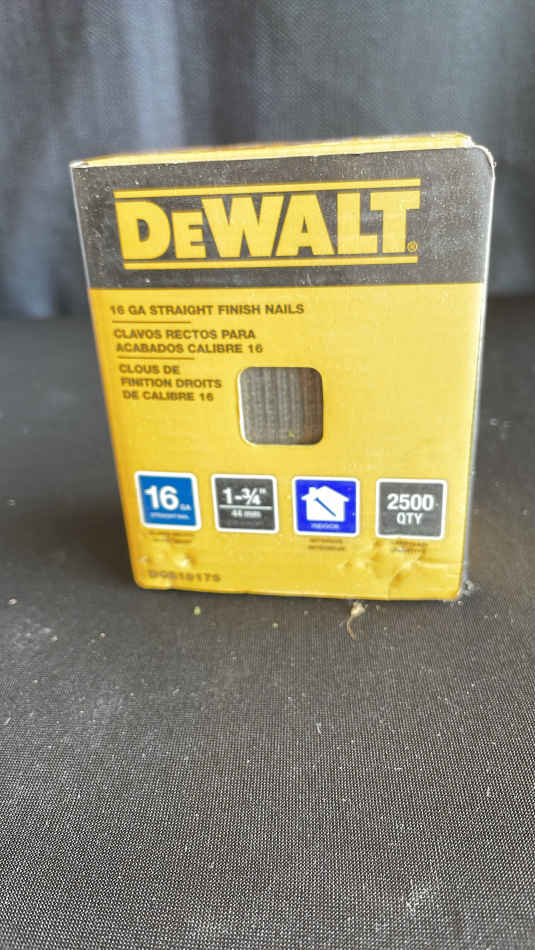 DEWALT®
16 GA STRAIGHT FINISH NAILS
CLAVOS RECTOS PARA
ACABADOS CALIBRE 16
CLOUS DE
FINITION DROITS
DE CALIBRE 16
16 GA
1-¾"
44 mm
INDOOR
2500
QTY